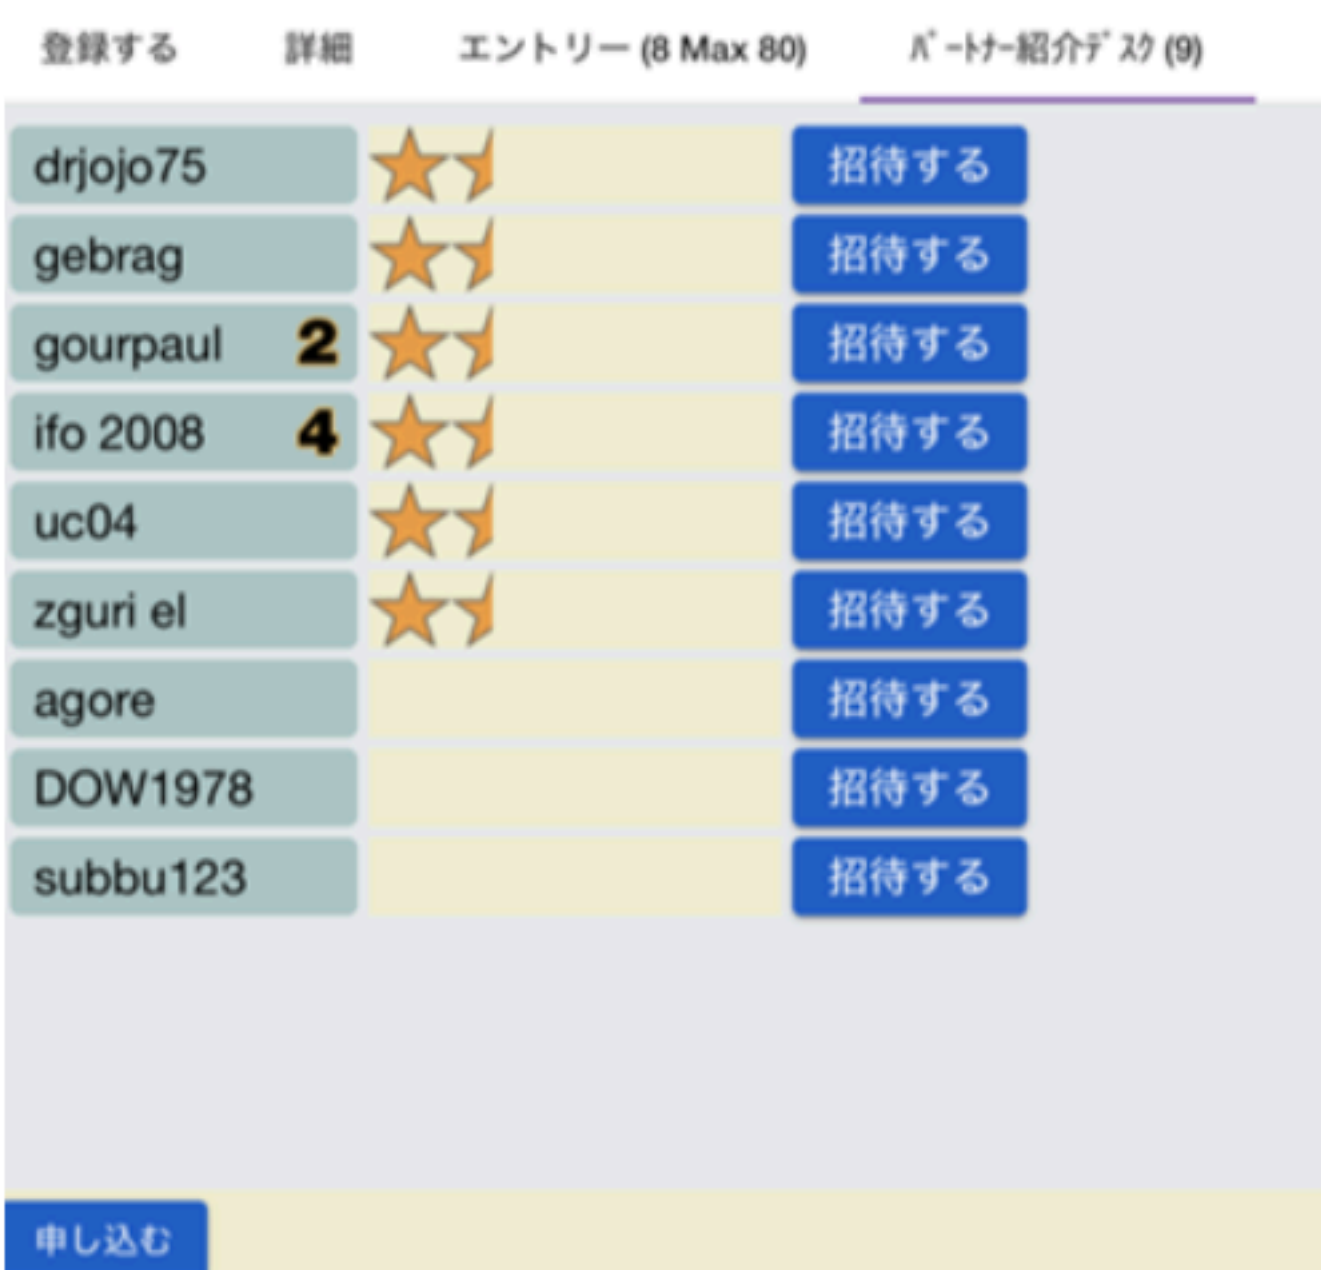 登録する 詳細 エントリー (8 Max 80) ﾊﾟｰﾄﾅｰ紹介ﾃﾞｽｸ (9)
drjojo75 招待する
gebrag 招待する
gourpaul 2 招待する
ifo 2008 4 招待する
uc04 招待する
zguri el 招待する
agore 招待する
DOW1978 招待する
subbu123 招待する
申し込む